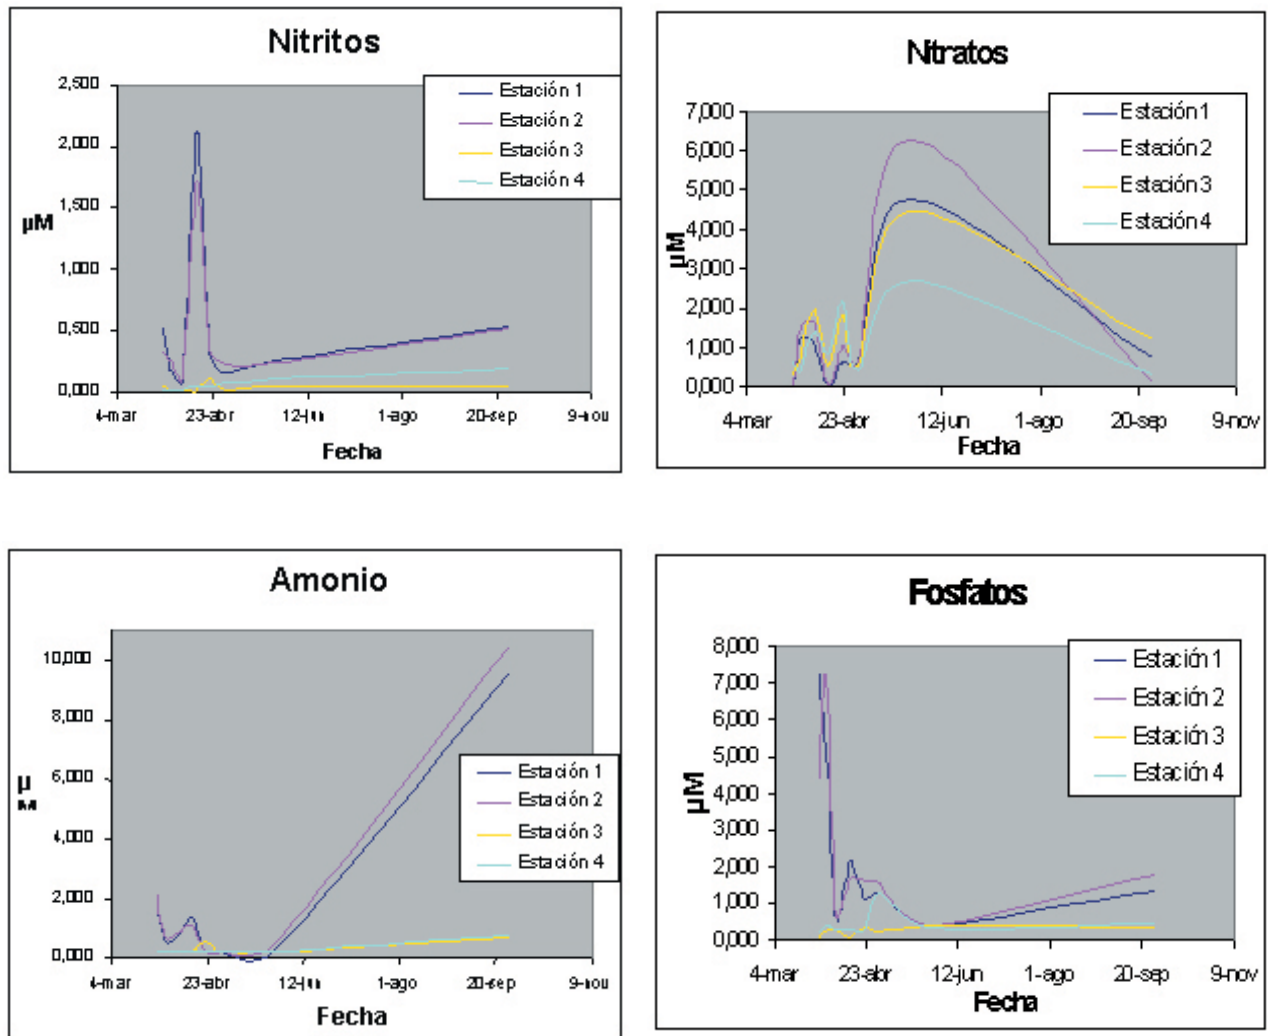 Nitritos
µM
2,500
2,000
1,500
1,000
0,500
0,000
4-mar 23-abr 12-jun 1-ago 20-sep 9-nou
Fecha
Estación 1
Estación 2
Estación 3
Estación 4
Nitratos
µM
7,000
6,000
5,000
4,000
3,000
2,000
1,000
0,000
4-mar 23-abr 12-jun 1-ago 20-sep 9-nov
Fecha
Estación 1
Estación 2
Estación 3
Estación 4
Amonio
µ
M
10,000
8,000
6,000
4,000
2,000
0,000
4-mar 23-abr 12-jun 1-ago 20-sep 9-nou
Fecha
Estación 1
Estación 2
Estación 3
Estación 4
Fosfatos
µM
8,000
7,000
6,000
5,000
4,000
3,000
2,000
1,000
0,000
4-mar 23-abr 12-jun 1-ago 20-sep 9-nov
Fecha
Estación 1
Estación 2
Estación 3
Estación 4